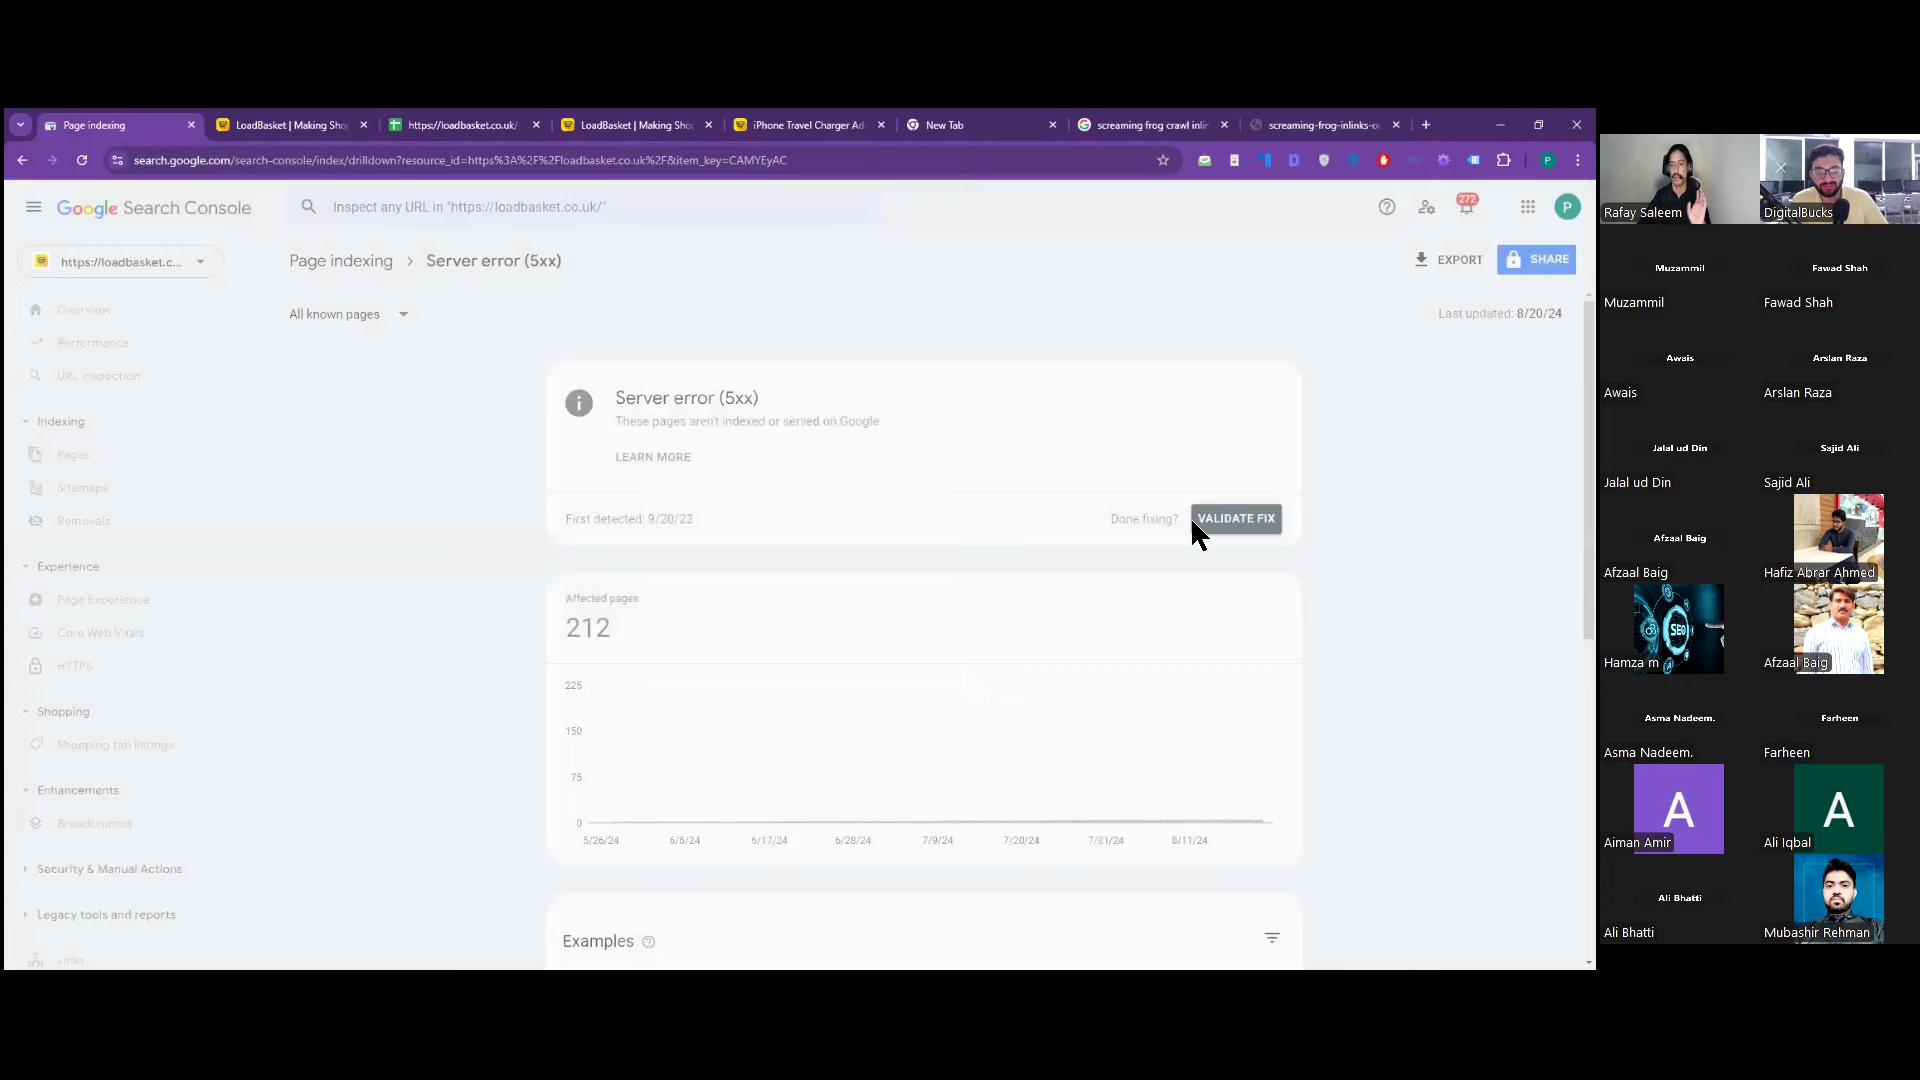 Page indexing
LoadBasket | Making Sho
https://loadbasket.co.uk/
LoadBasket | Making Sho
iPhone Travel Charger Ad
New Tab
screaming frog crawl inli
screaming-frog-inlinks-o
search.google.com/search-console/index/drilldown?resource_id=https%3A%2F%2Floadbasket.co.uk%2F&item_key=CAMYEyAC
P
Google Search Console
Inspect any URL in "https://loadbasket.co.uk/"
272
P
https://loadbasket.c...
Page indexing > Server error (5xx)
EXPORT
SHARE
Overview
Performance
URL inspection
Indexing
Pages
Sitemaps
Removals
Experience
Page Experience
Core Web Vitals
HTTPS
Shopping
Shopping tab listings
Enhancements
Breadcrumbs
Security & Manual Actions
Legacy tools and reports
Links
All known pages
Last updated: 8/20/24
Server error (5xx)
These pages aren't indexed or served on Google
LEARN MORE
First detected: 9/20/22
Done fixing?
VALIDATE FIX
Affected pages
212
225
150
75
0
5/26/24
6/6/24
6/17/24
6/28/24
7/9/24
7/20/24
7/31/24
8/11/24
Examples
Rafay Saleem
DigitalBucks
Muzammil
Muzammil
Fawad Shah
Fawad Shah
Awais
Awais
Arslan Raza
Arslan Raza
Jalal ud Din
Jalal ud Din
Sajid Ali
Sajid Ali
Afzaal Baig
Afzaal Baig
Hafiz Abrar Ahmed
SEO
Hamza m
Afzaal Baig
Asma Nadeem.
Asma Nadeem.
Farheen
Farheen
A
Aiman Amir
A
Ali Iqbal
Ali Bhatti
Ali Bhatti
Mubashir Rehman